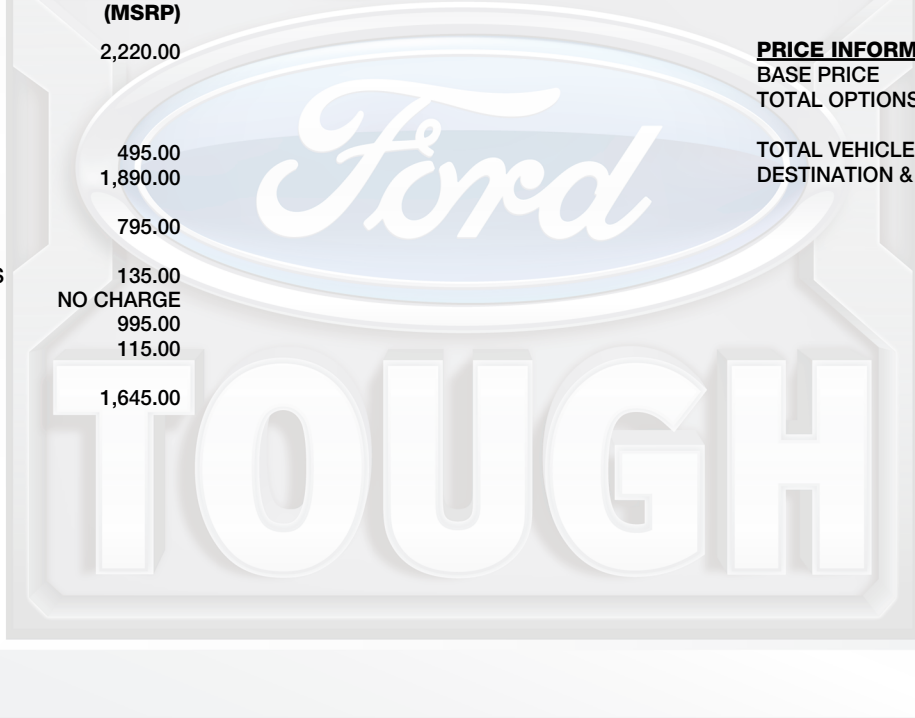 (MSRP)
2,220.00
495.00
1,890.00
795.00
S 135.00
NO CHARGE
995.00
115.00
1,645.00
PRICE INFORM
BASE PRICE
TOTAL OPTIONS
TOTAL VEHICLE
DESTINATION &
Ford
TOUGH